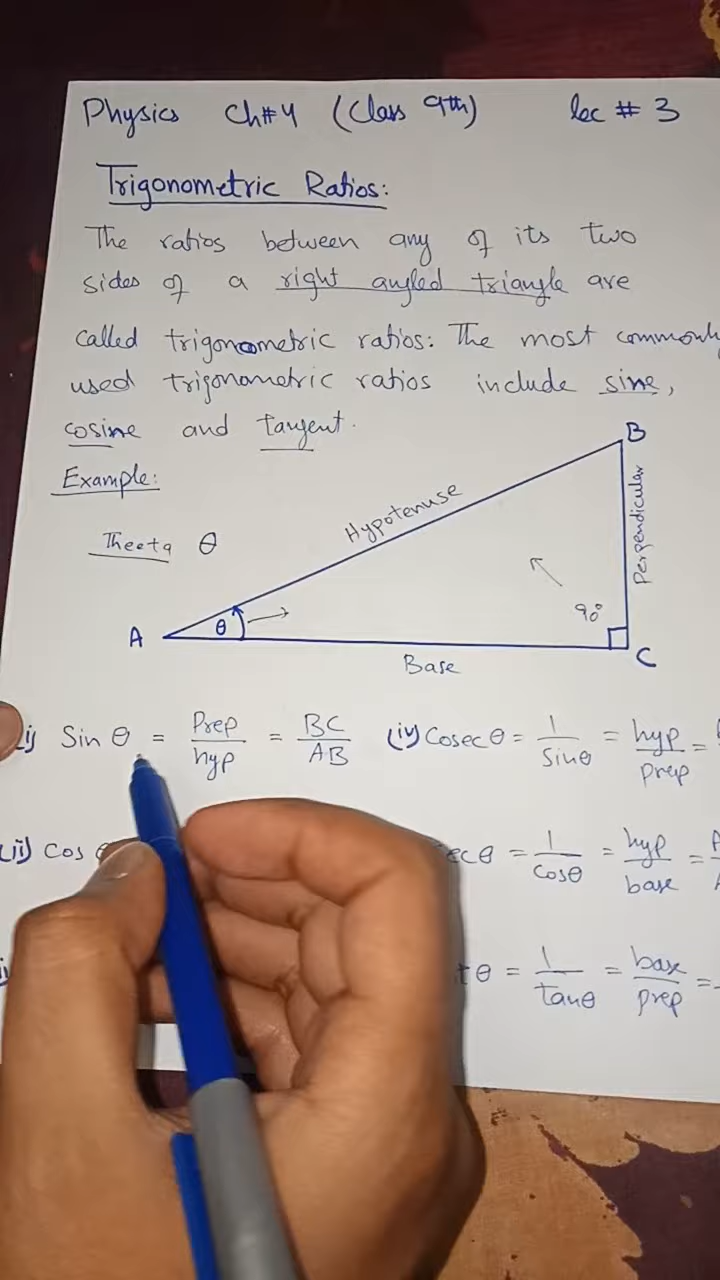 Physics Ch#4 (Class 9th) lec # 3
Trigonometric Ratios:
The ratios between any of its two
sides of a right angled triangle are
called trigonometric ratios: The most commonly
used trigonometric ratios include sine,
cosine and tangent.
Example:
B
Hypotenuse
Perpendicular
Theeta θ
90°
A
θ
C
Base
i) Sin θ = Prep/hyp = BC/AB (iv) Cosec θ = 1/sinθ = hyp/prep =
(ii) Cos ecθ = 1/cosθ = hyp/base =
tθ = 1/tanθ = base/prep =